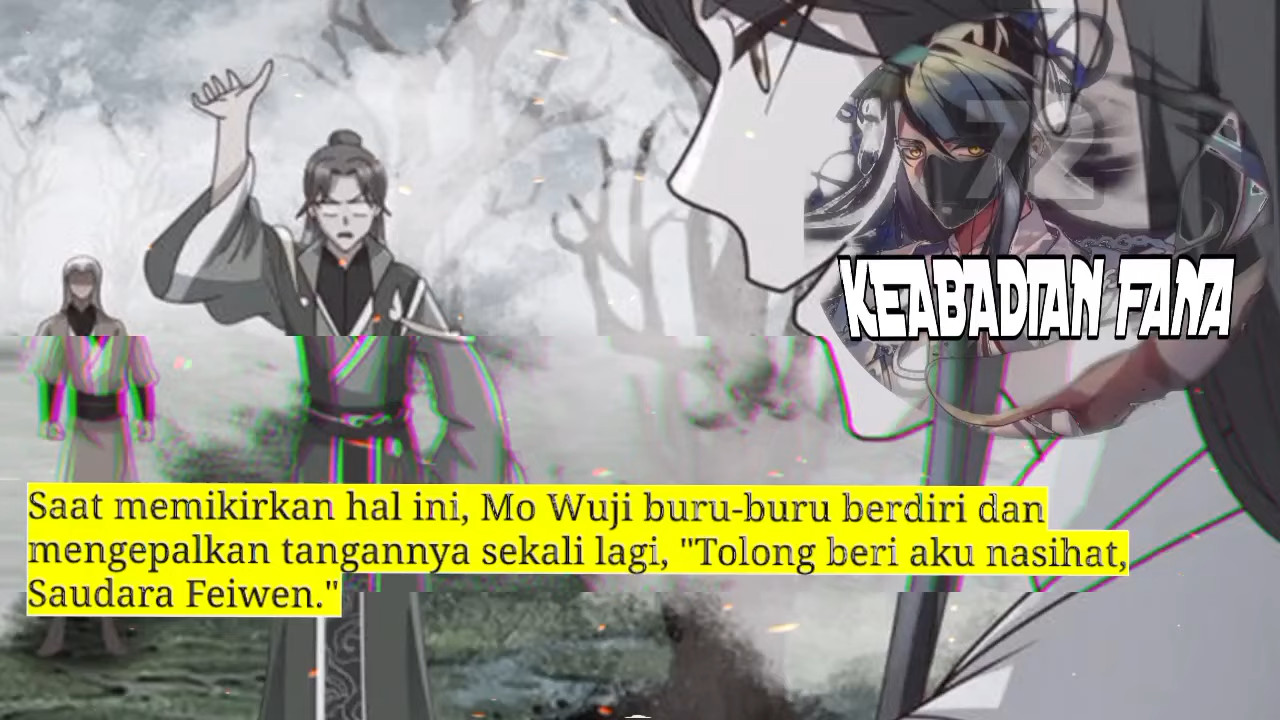 72
KEABADIAN FANA
Saat memikirkan hal ini, Mo Wuji buru-buru berdiri dan
mengepalkan tangannya sekali lagi, "Tolong beri aku nasihat,
Saudara Feiwen."